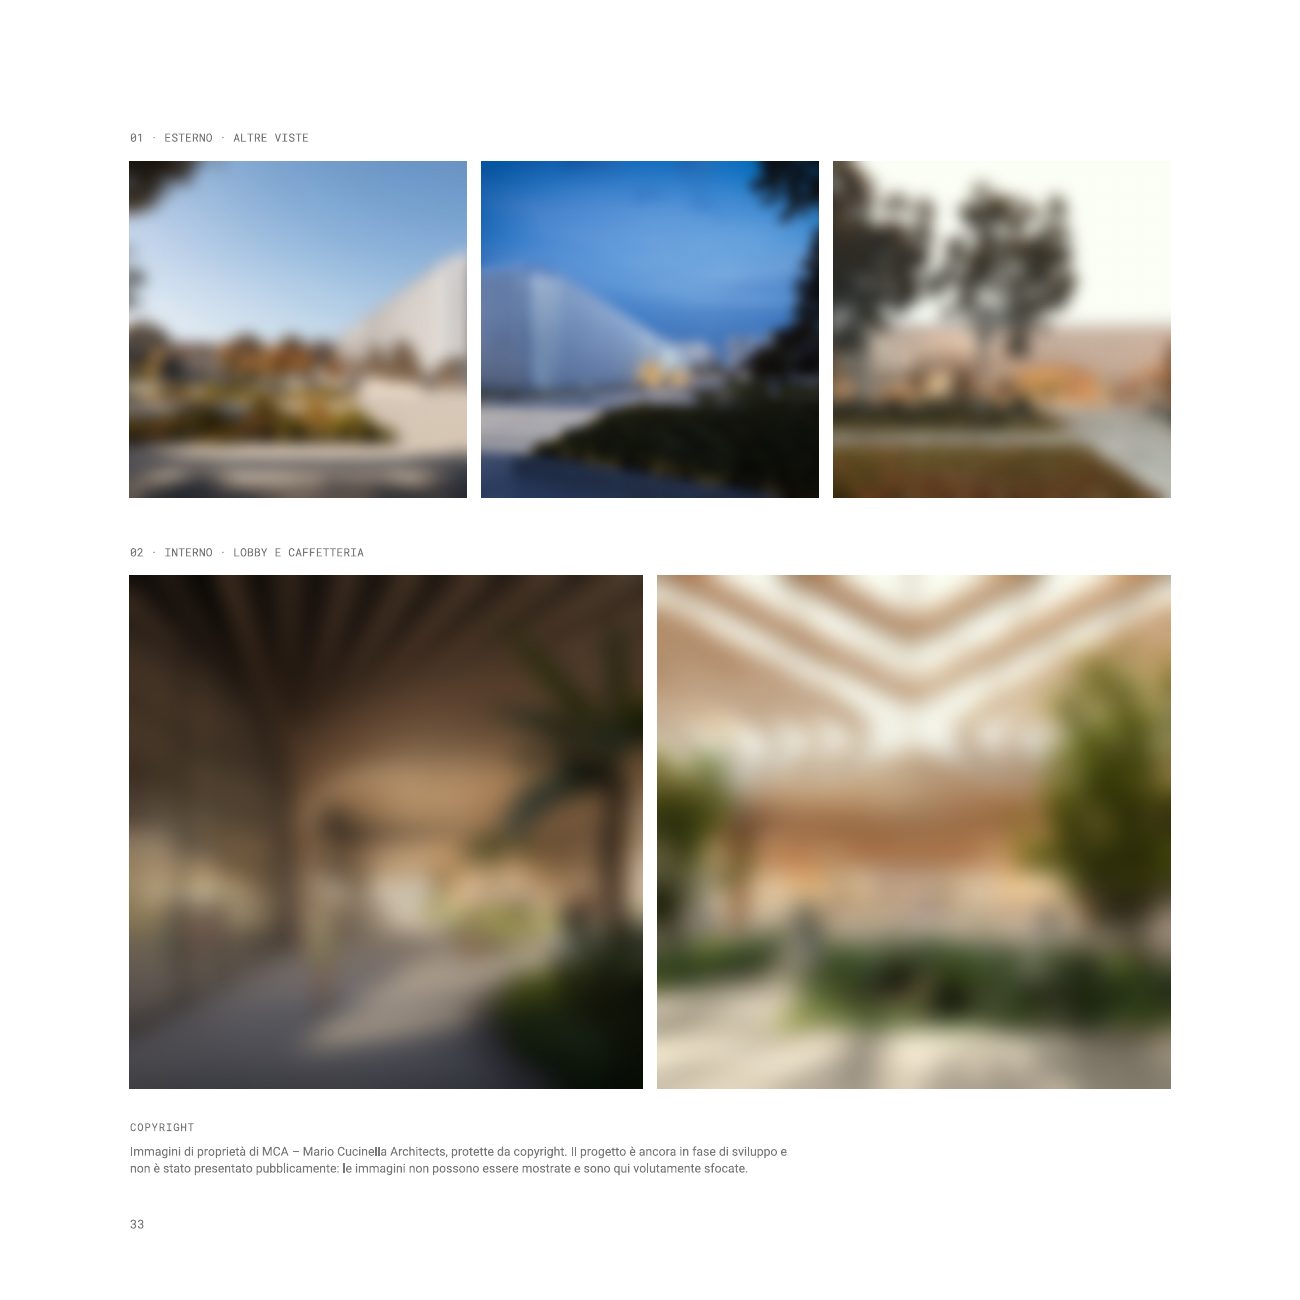 01 · ESTERNO · ALTRE VISTE
02 · INTERNO · LOBBY E CAFFETTERIA
COPYRIGHT
Immagini di proprietà di MCA – Mario Cucinella Architects, protette da copyright. Il progetto è ancora in fase di sviluppo e
non è stato presentato pubblicamente: le immagini non possono essere mostrate e sono qui volutamente sfocate.
33